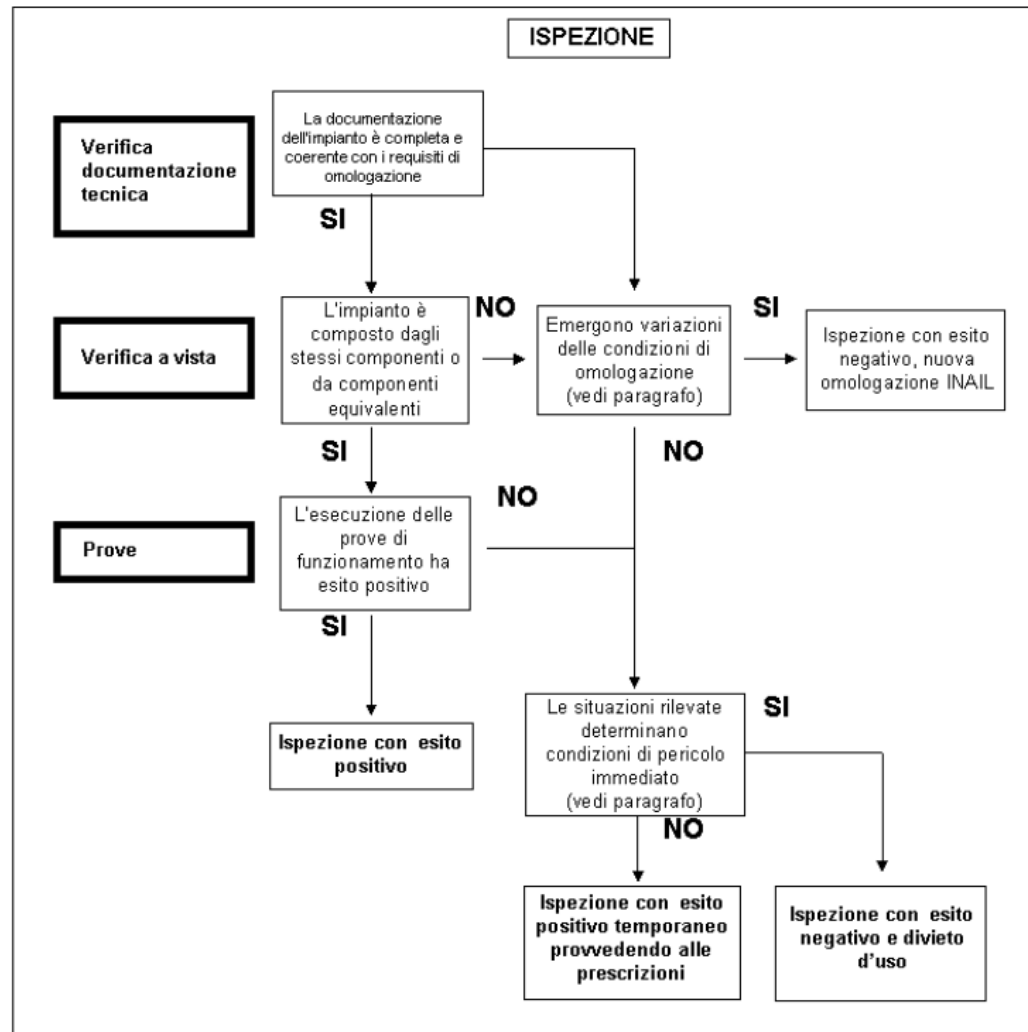 ISPEZIONE
Verifica
documentazione
tecnica
La documentazione
dell'impianto è completa e
coerente con i requisiti di
omologazione
SI
Verifica a vista
L'impianto è
composto dagli
stessi componenti o
da componenti
equivalenti
NO
Emergono variazioni
delle condizioni di
omologazione
(vedi paragrafo)
SI
Ispezione con esito
negativo, nuova
omologazione INAIL
SI
NO
Prove
L'esecuzione delle
prove di
funzionamento ha
esito positivo
NO
SI
Ispezione con esito
positivo
Le situazioni rilevate
determinano
condizioni di pericolo
immediato
(vedi paragrafo)
SI
NO
Ispezione con esito
positivo temporaneo
provvedendo alle
prescrizioni
Ispezione con esito
negativo e divieto
d'uso